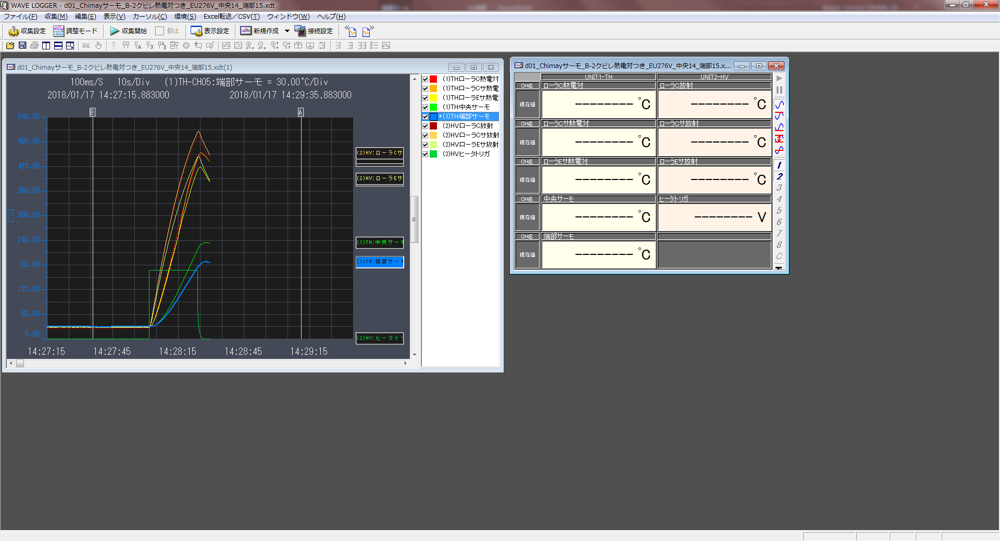 WAVE LOGGER - d01_Chimayサーモ_B-2クビレ熱電対つき_EU276V_中央14_端部15.xdt
ファイル(F) 収集(M) 編集(E) 表示(V) カーソル(C) 環境(S) Excel転送／CSV(T) ウィンドウ(W) ヘルプ(H)
収集設定 調整モード 収集開始 停止 表示設定 新規作成 接続設定
BAL
d01_Chimayサーモ_B-2クビレ熱電対つき_EU276V_中央14_端部15.xdt(1)
100ms/S 10s/Div (1)TH-CH05:端部サーモ = 30.00°C/Div
2018/01/17 14:27:15.883000 2018/01/17 14:29:35.883000
B A
540.00
480.00
420.00
360.00
[°C]
300.00
240.00
180.00
120.00
60.00
0.00
14:27:15 14:27:45 14:28:15 14:28:45 14:29:15
(2)HV:ローラCサ
(2)HV:ローラEサ
(1)TH:中央サーモ
(1)TH:端部サーモ
(2)HV:ヒータトリ
(1)TH:ローラC熱電対
(1)TH:ローラCサ熱電
(1)TH:ローラEサ熱電
(1)TH:中央サーモ
*(1)TH:端部サーモ
(2)HV:ローラC放射
(2)HV:ローラCサ放射
(2)HV:ローラEサ放射
(2)HV:ヒータトリガ
d01_Chimayサーモ_B-2クビレ熱電対つき_EU276V_中央14_端部15.x...
UNIT1-TH UNIT2-HV
CH名 ローラC熱電対 ローラC放射
現在値 -------- °C -------- °C
CH名 ローラCサ熱電対 ローラCサ放射
現在値 -------- °C -------- °C
CH名 ローラEサ熱電対 ローラEサ放射
現在値 -------- °C -------- °C
CH名 中央サーモ ヒータトリガ
現在値 -------- °C -------- V
CH名 端部サーモ
現在値 -------- °C
1
2
3
4
5
6
7
8
C